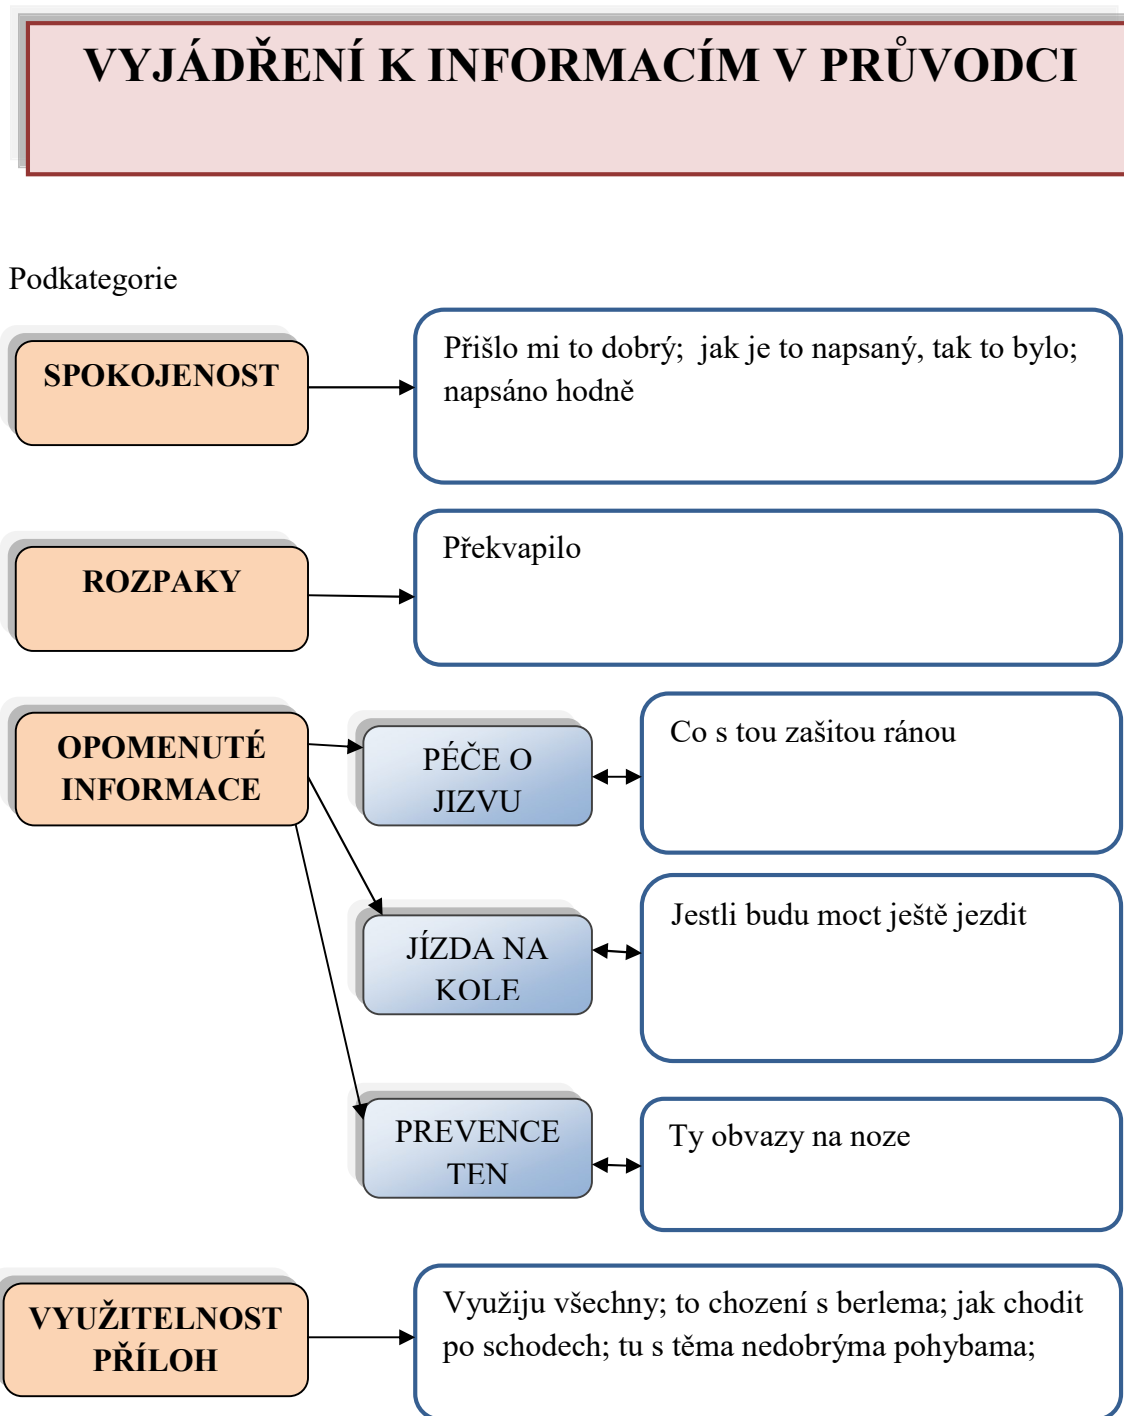 VYJÁDŘENÍ K INFORMACÍM V PRŮVODCI
Podkategorie
SPOKOJENOST
Přišlo mi to dobrý; jak je to napsaný, tak to bylo;
napsáno hodně
ROZPAKY
Překvapilo
OPOMENUTÉ
INFORMACE
PÉČE O
JIZVU
Co s tou zašitou ránou
JÍZDA NA
KOLE
Jestli budu moct ještě jezdit
PREVENCE
TEN
Ty obvazy na noze
VYUŽITELNOST
PŘÍLOH
Využiju všechny; to chození s berlema; jak chodit
po schodech; tu s těma nedobrýma pohybama;